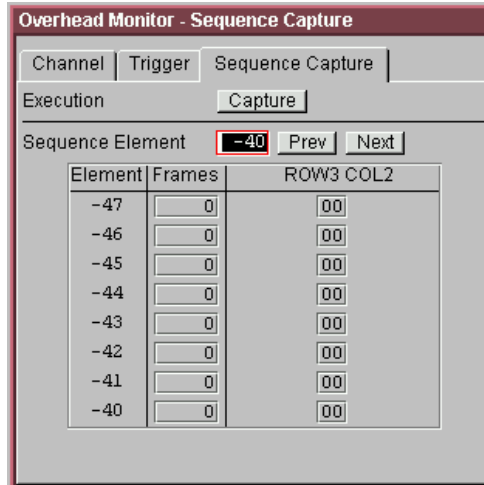 Overhead Monitor - Sequence Capture
Channel Trigger Sequence Capture
Execution Capture
Sequence Element -40 Prev Next
Element Frames ROW3 COL2
-47 0 00
-46 0 00
-45 0 00
-44 0 00
-43 0 00
-42 0 00
-41 0 00
-40 0 00